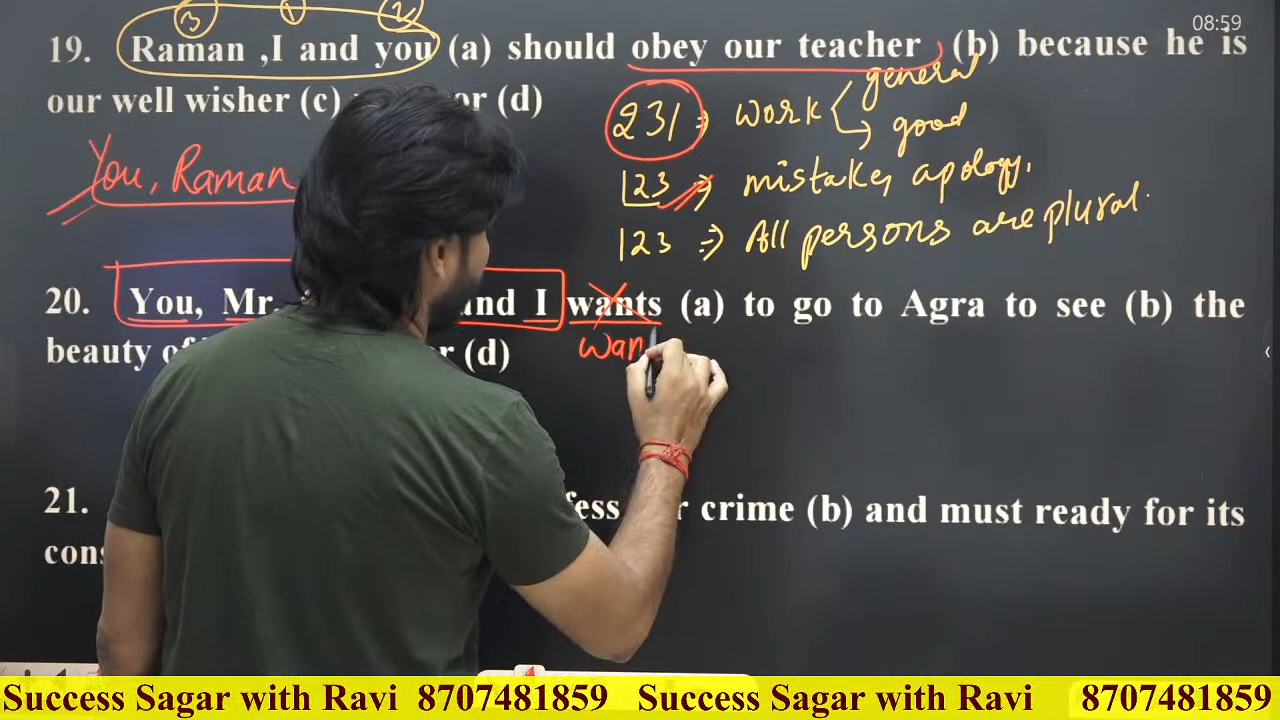 08:59
③ ① ②
19. Raman ,I and you (a) should obey our teacher , (b) because he is
our well wisher (c) or (d)
general
231 ⇒ work
good
You, Raman
123 ⇒ mistake, apology,
123 ⇒ All persons are plural.
20. You, Mr. and I wants (a) to go to Agra to see (b) the
beauty of (d)
wan
21. crime (b) and must ready for its
Success Sagar with Ravi 8707481859 Success Sagar with Ravi 8707481859